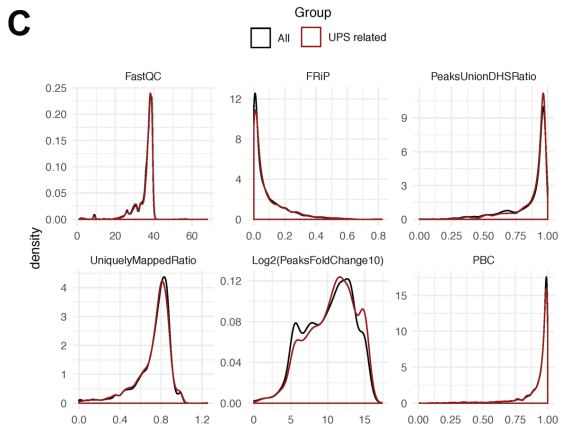 C
Group
All UPS related
FastQC FRiP PeaksUnionDHSRatio
0.25
0.20
0.15
0.10
0.05
0.00
0 20 40 60
12
8
4
0
0.0 0.2 0.4 0.6 0.8
9
6
3
0
0.00 0.25 0.50 0.75 1.00
density
UniquelyMappedRatio Log2(PeaksFoldChange10) PBC
4
3
2
1
0
0.0 0.4 0.8 1.2
0.12
0.08
0.04
0.00
0 5 10 15
15
10
5
0
0.00 0.25 0.50 0.75 1.00